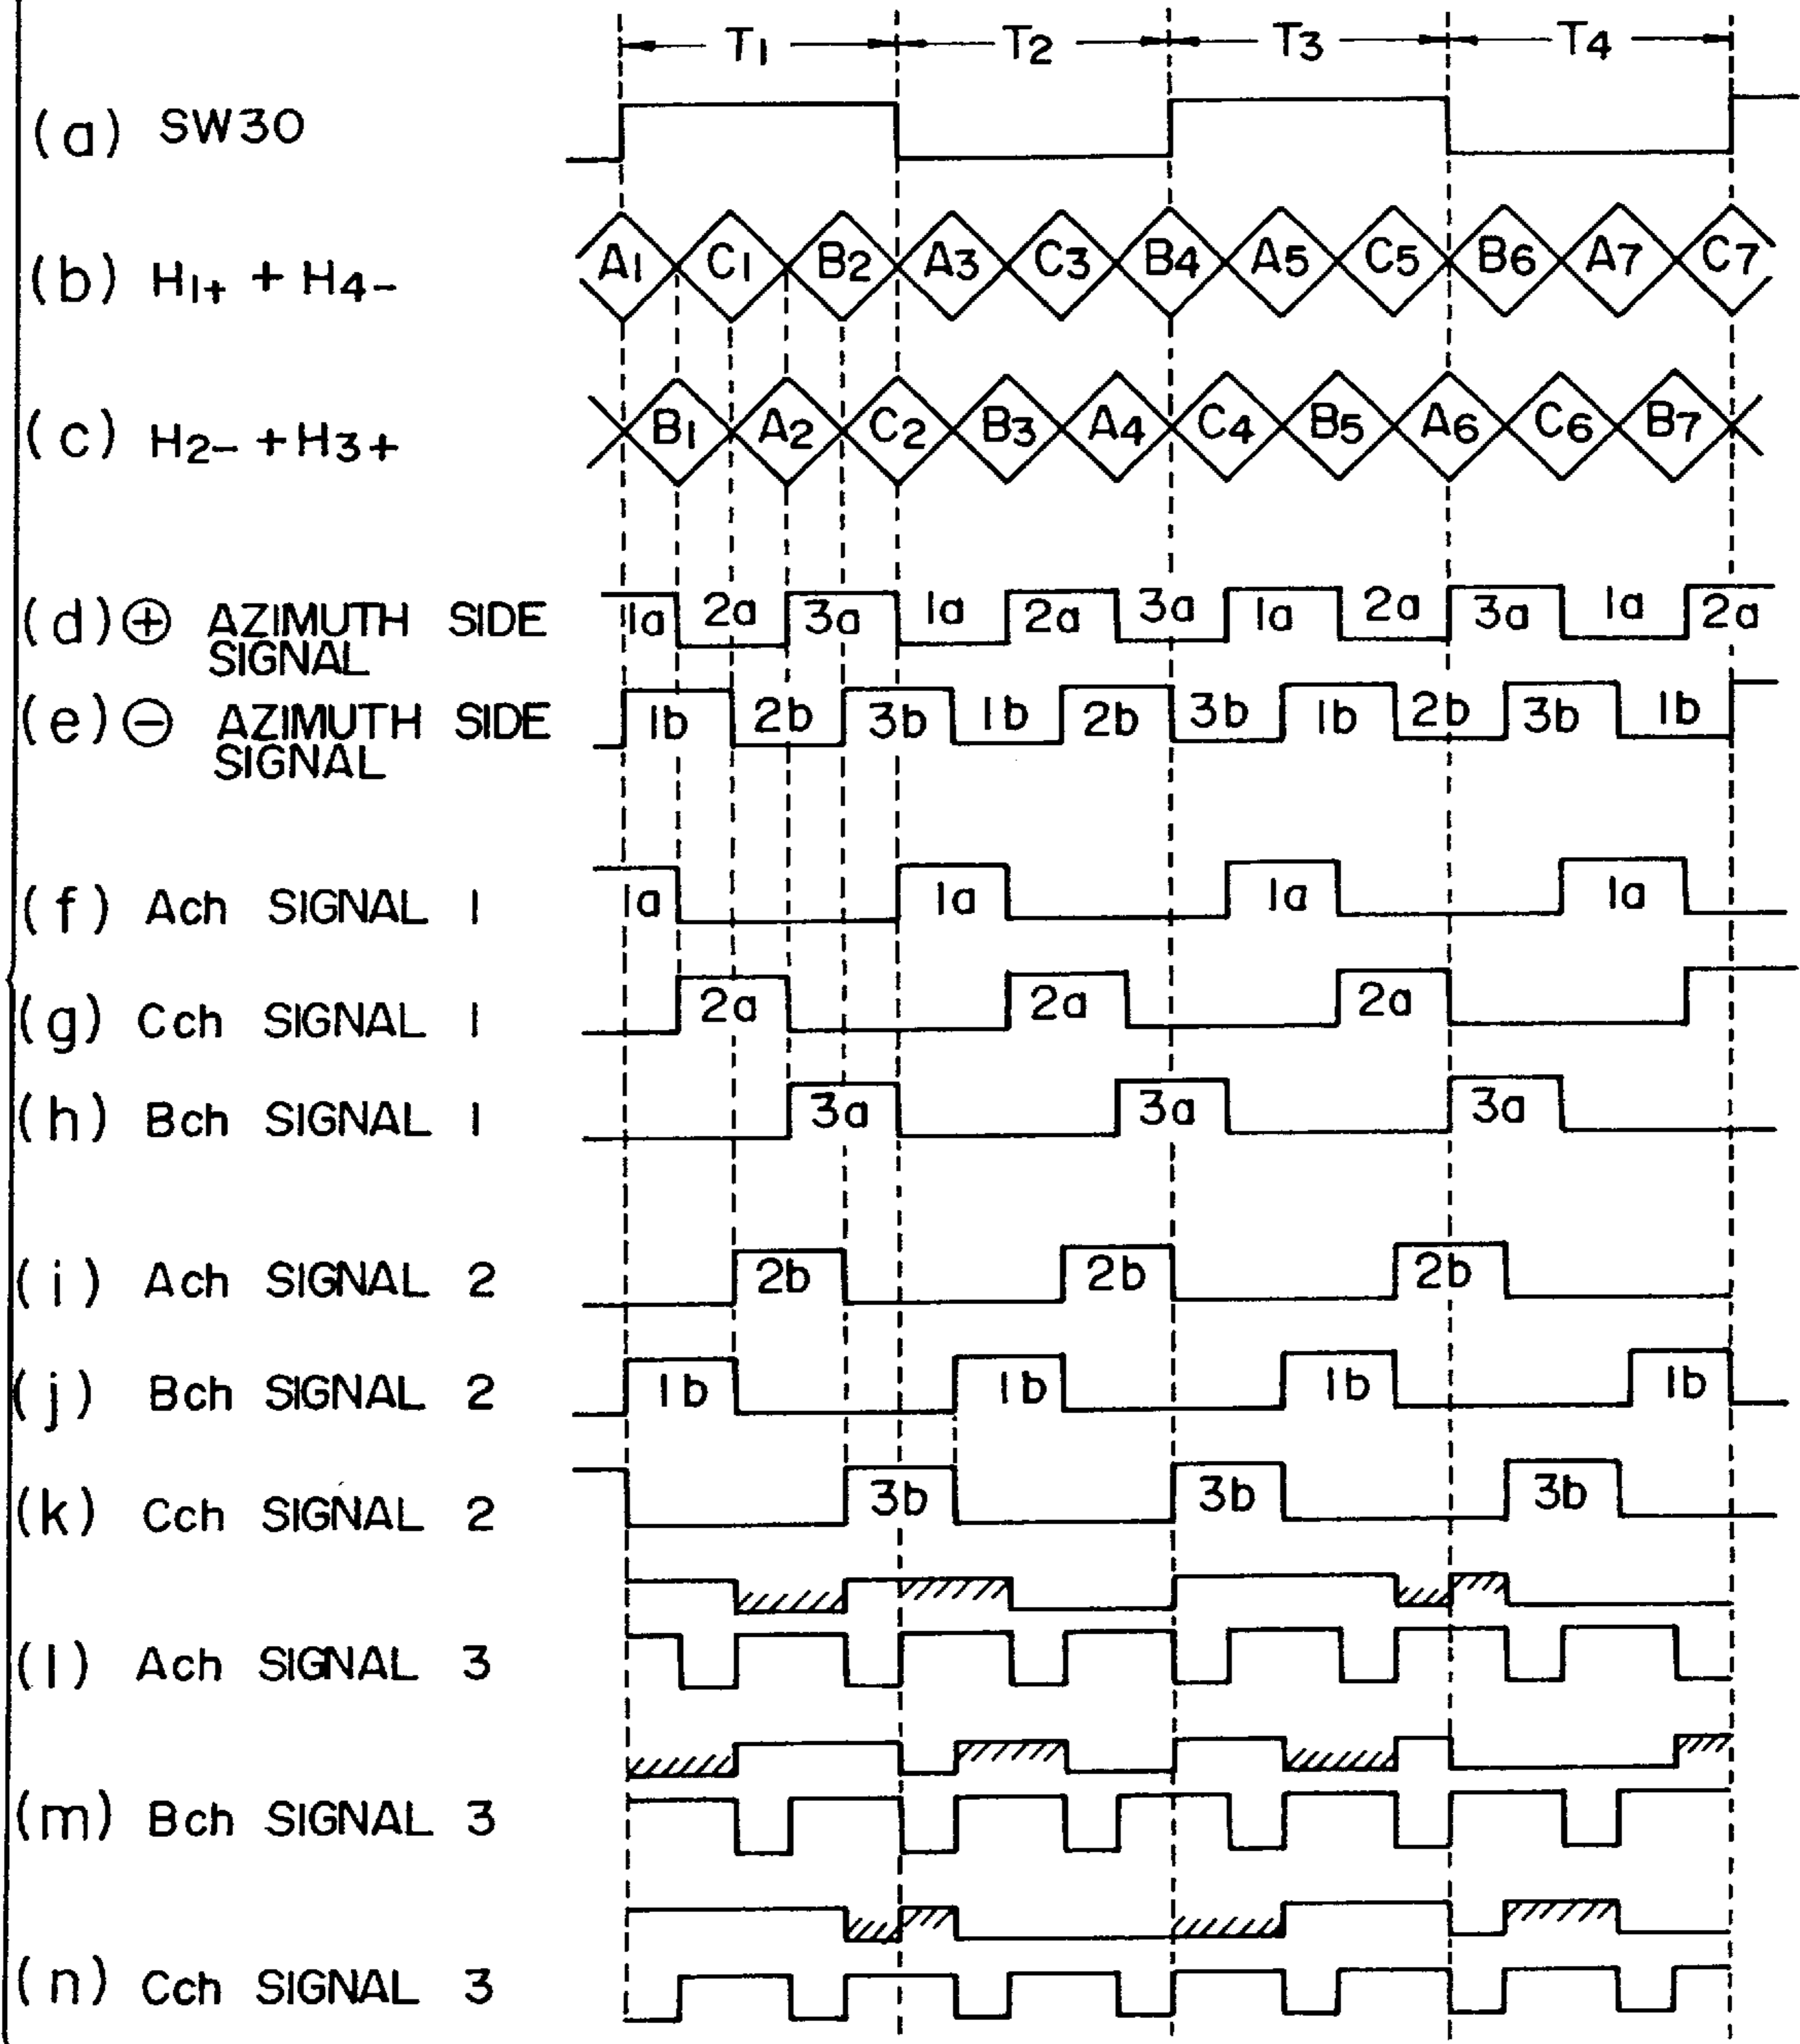 T1 T2 T3 T4
(a) SW30
(b) H1+ + H4- A1 C1 B2 A3 C3 B4 A5 C5 B6 A7 C7
(c) H2- + H3+ B1 A2 C2 B3 A4 C4 B5 A6 C6 B7
(d) ⊕ AZIMUTH SIDE SIGNAL 1a 2a 3a 1a 2a 3a 1a 2a 3a 1a 2a
(e) ⊖ AZIMUTH SIDE SIGNAL 1b 2b 3b 1b 2b 3b 1b 2b 3b 1b
(f) Ach SIGNAL 1 1a 1a 1a 1a
(g) Cch SIGNAL 1 2a 2a 2a
(h) Bch SIGNAL 1 3a 3a 3a
(i) Ach SIGNAL 2 2b 2b 2b
(j) Bch SIGNAL 2 1b 1b 1b 1b
(k) Cch SIGNAL 2 3b 3b 3b
(l) Ach SIGNAL 3
(m) Bch SIGNAL 3
(n) Cch SIGNAL 3